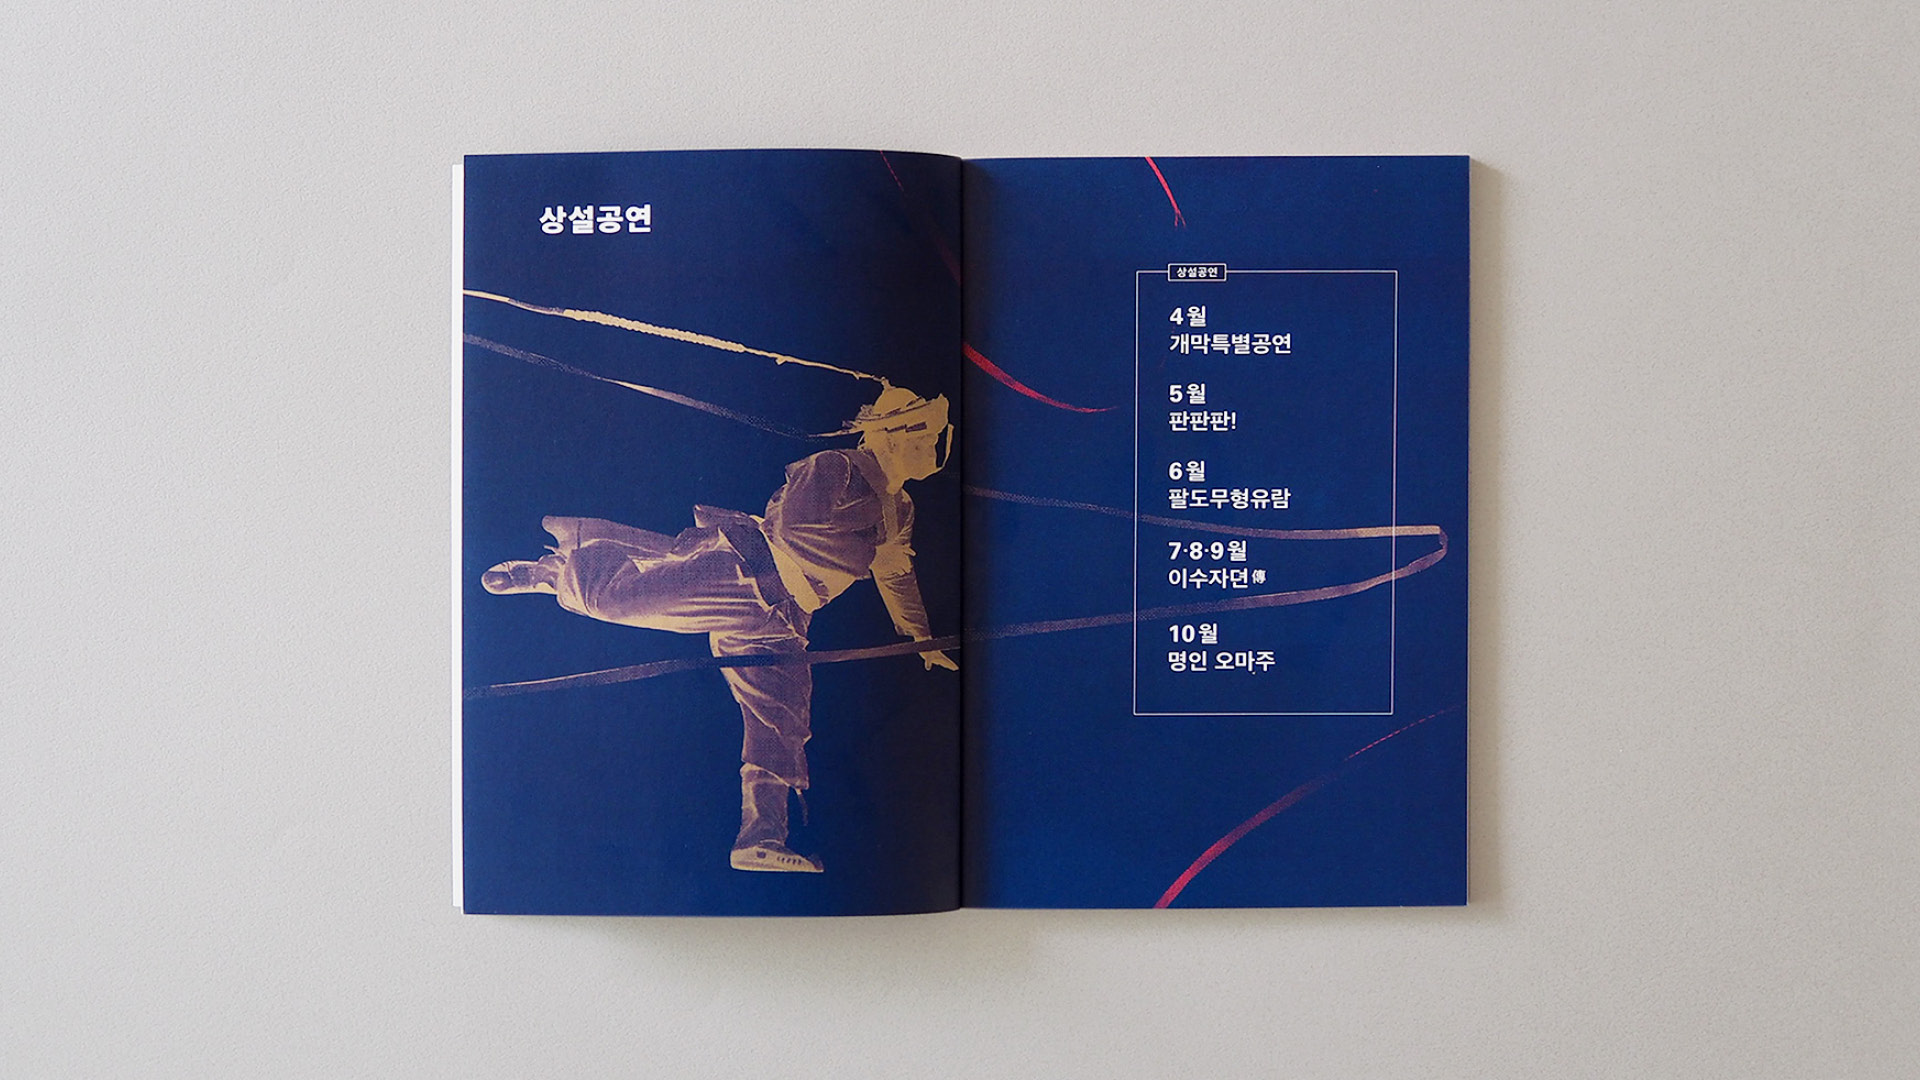 상설공연
상설공연
4월
개막특별공연
5월
판판판!
6월
팔도무형유람
7·8·9월
이수자뎐傳
10월
명인 오마주